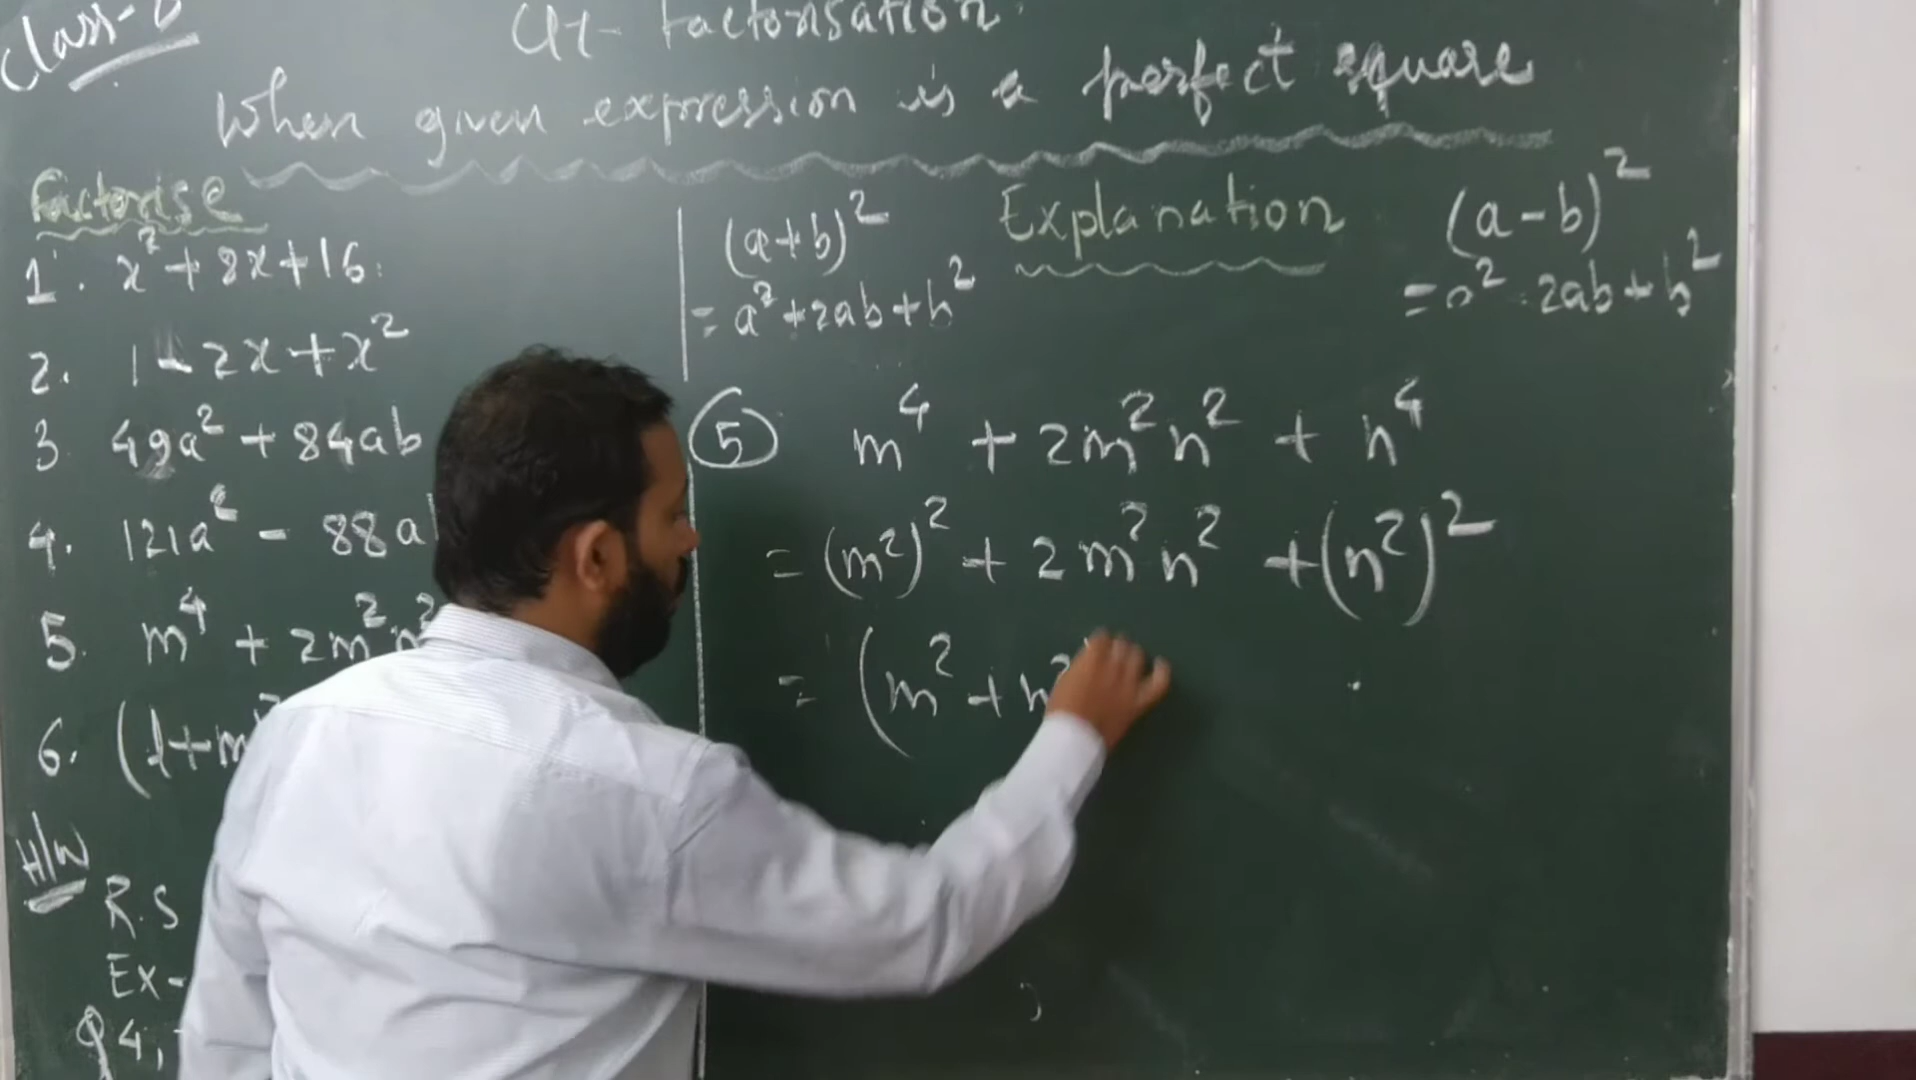 Class-8
Ch- Factorisation
When given expression is a perfect square
Factorise
1. x² + 8x + 16
2. 1 - 2x + x²
3 49a² + 84ab
4. 121a² - 88a
5. m⁴ + 2m²n²
6. (l+m
H/W
R.S
Ex-
Q 4,
(a+b)²
= a² + 2ab + b²
Explanation
(a-b)²
= a² - 2ab + b²
⑤ m⁴ + 2m²n² + n⁴
= (m²)² + 2m²n² + (n²)²
= (m² + n²